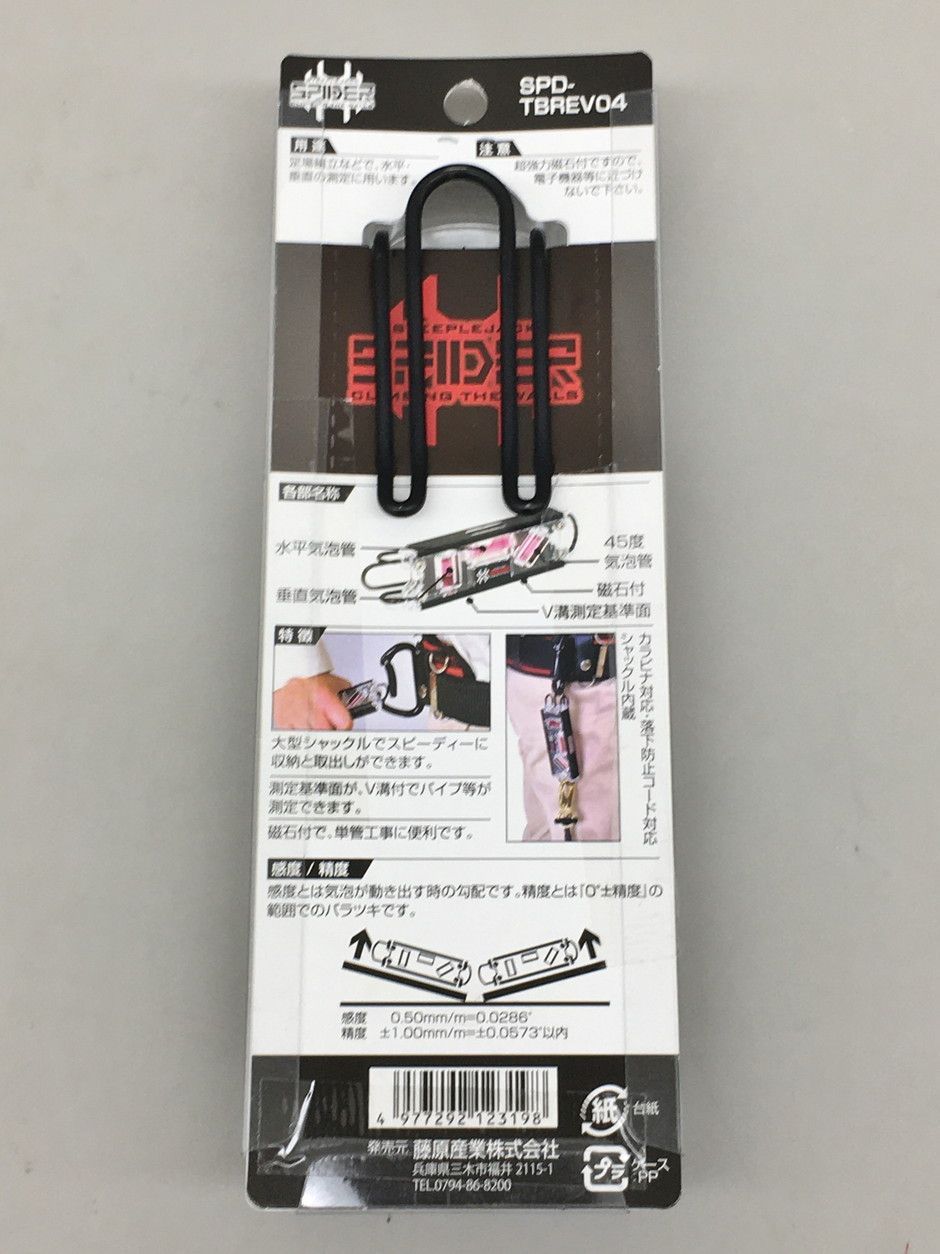 SPIDER
SPD-
TBREV04
用途
足場組立などで、水平・
垂直の測定に用います。
注意
超強力磁石付ですので、
電子機器等に近づけ
ないで下さい。
STEEPLEJACK
SPIDER
CLIMBING THE WALLS
各部名称
水平気泡管
垂直気泡管
45度
気泡管
磁石付
V溝測定基準面
特徴
大型シャックルでスピーディーに
収納と取出しができます。
測定基準面が、V溝付でパイプ等が
測定できます。
磁石付で、単管工事に便利です。
カラビナ対応・落下防止コード対応
シャックル内蔵
感度/精度
感度とは気泡が動き出す時の勾配です。精度とは「0°±精度」の
範囲でのバラツキです。
感度 0.50mm/m=0.0286°
精度 ±1.00mm/m=±0.0573°以内
4 977292 123198
紙 台紙
発売元 藤原産業株式会社
兵庫県三木市福井 2115-1
TEL.0794-86-8200
プラ ケース
PP